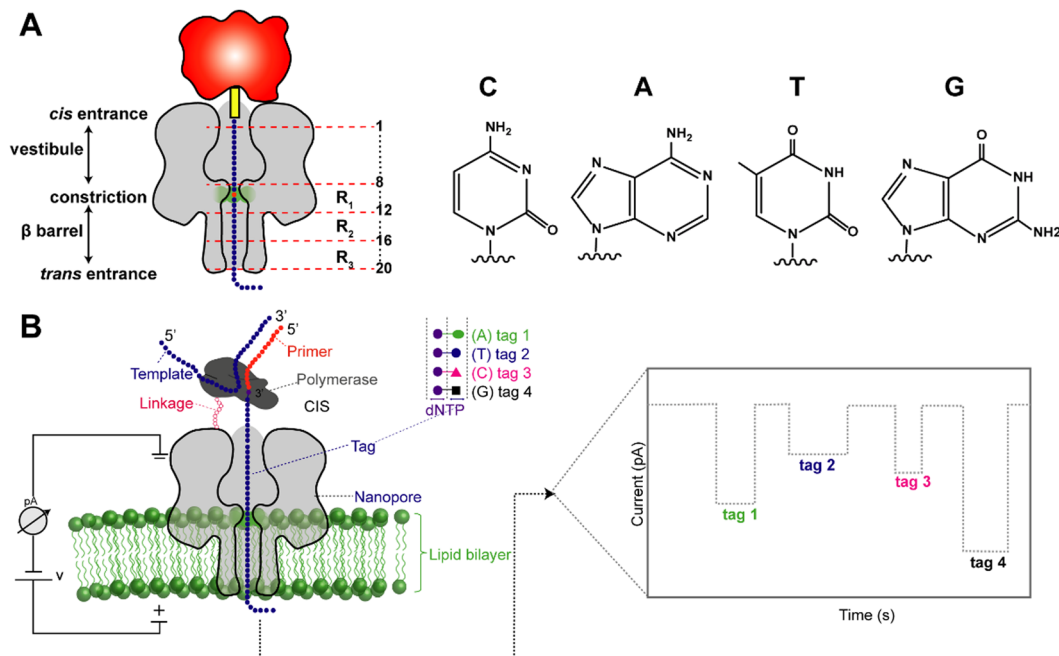 A
cis entrance
vestibule
constriction
β barrel
trans entrance
1
8
R1
12
R2
16
R3
20
C
A
T
G
NH2
N
N
O
NH2
N
N
N
N
O
NH
N
O
O
N
NH
N
N
NH2
B
3'
5'
5'
Primer
Template
Polymerase
3'
Linkage
CIS
(A) tag 1
(T) tag 2
(C) tag 3
(G) tag 4
dNTP
Tag
pA
Nanopore
Lipid bilayer
V
+
Current (pA)
tag 1
tag 2
tag 3
tag 4
Time (s)